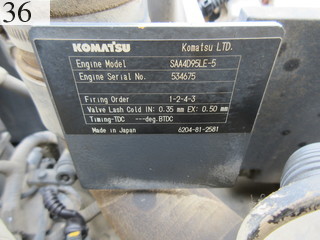 36
KOMATSU Komatsu LTD.
Engine Model SAA4D95LE-5
Engine Serial No. 534675
Firing Order 1-2-4-3
Valve Lash Cold IN: 0.35 mm EX: 0.50 mm
Timing-TDC ---deg.BTDC
Made in Japan 6204-81-2581